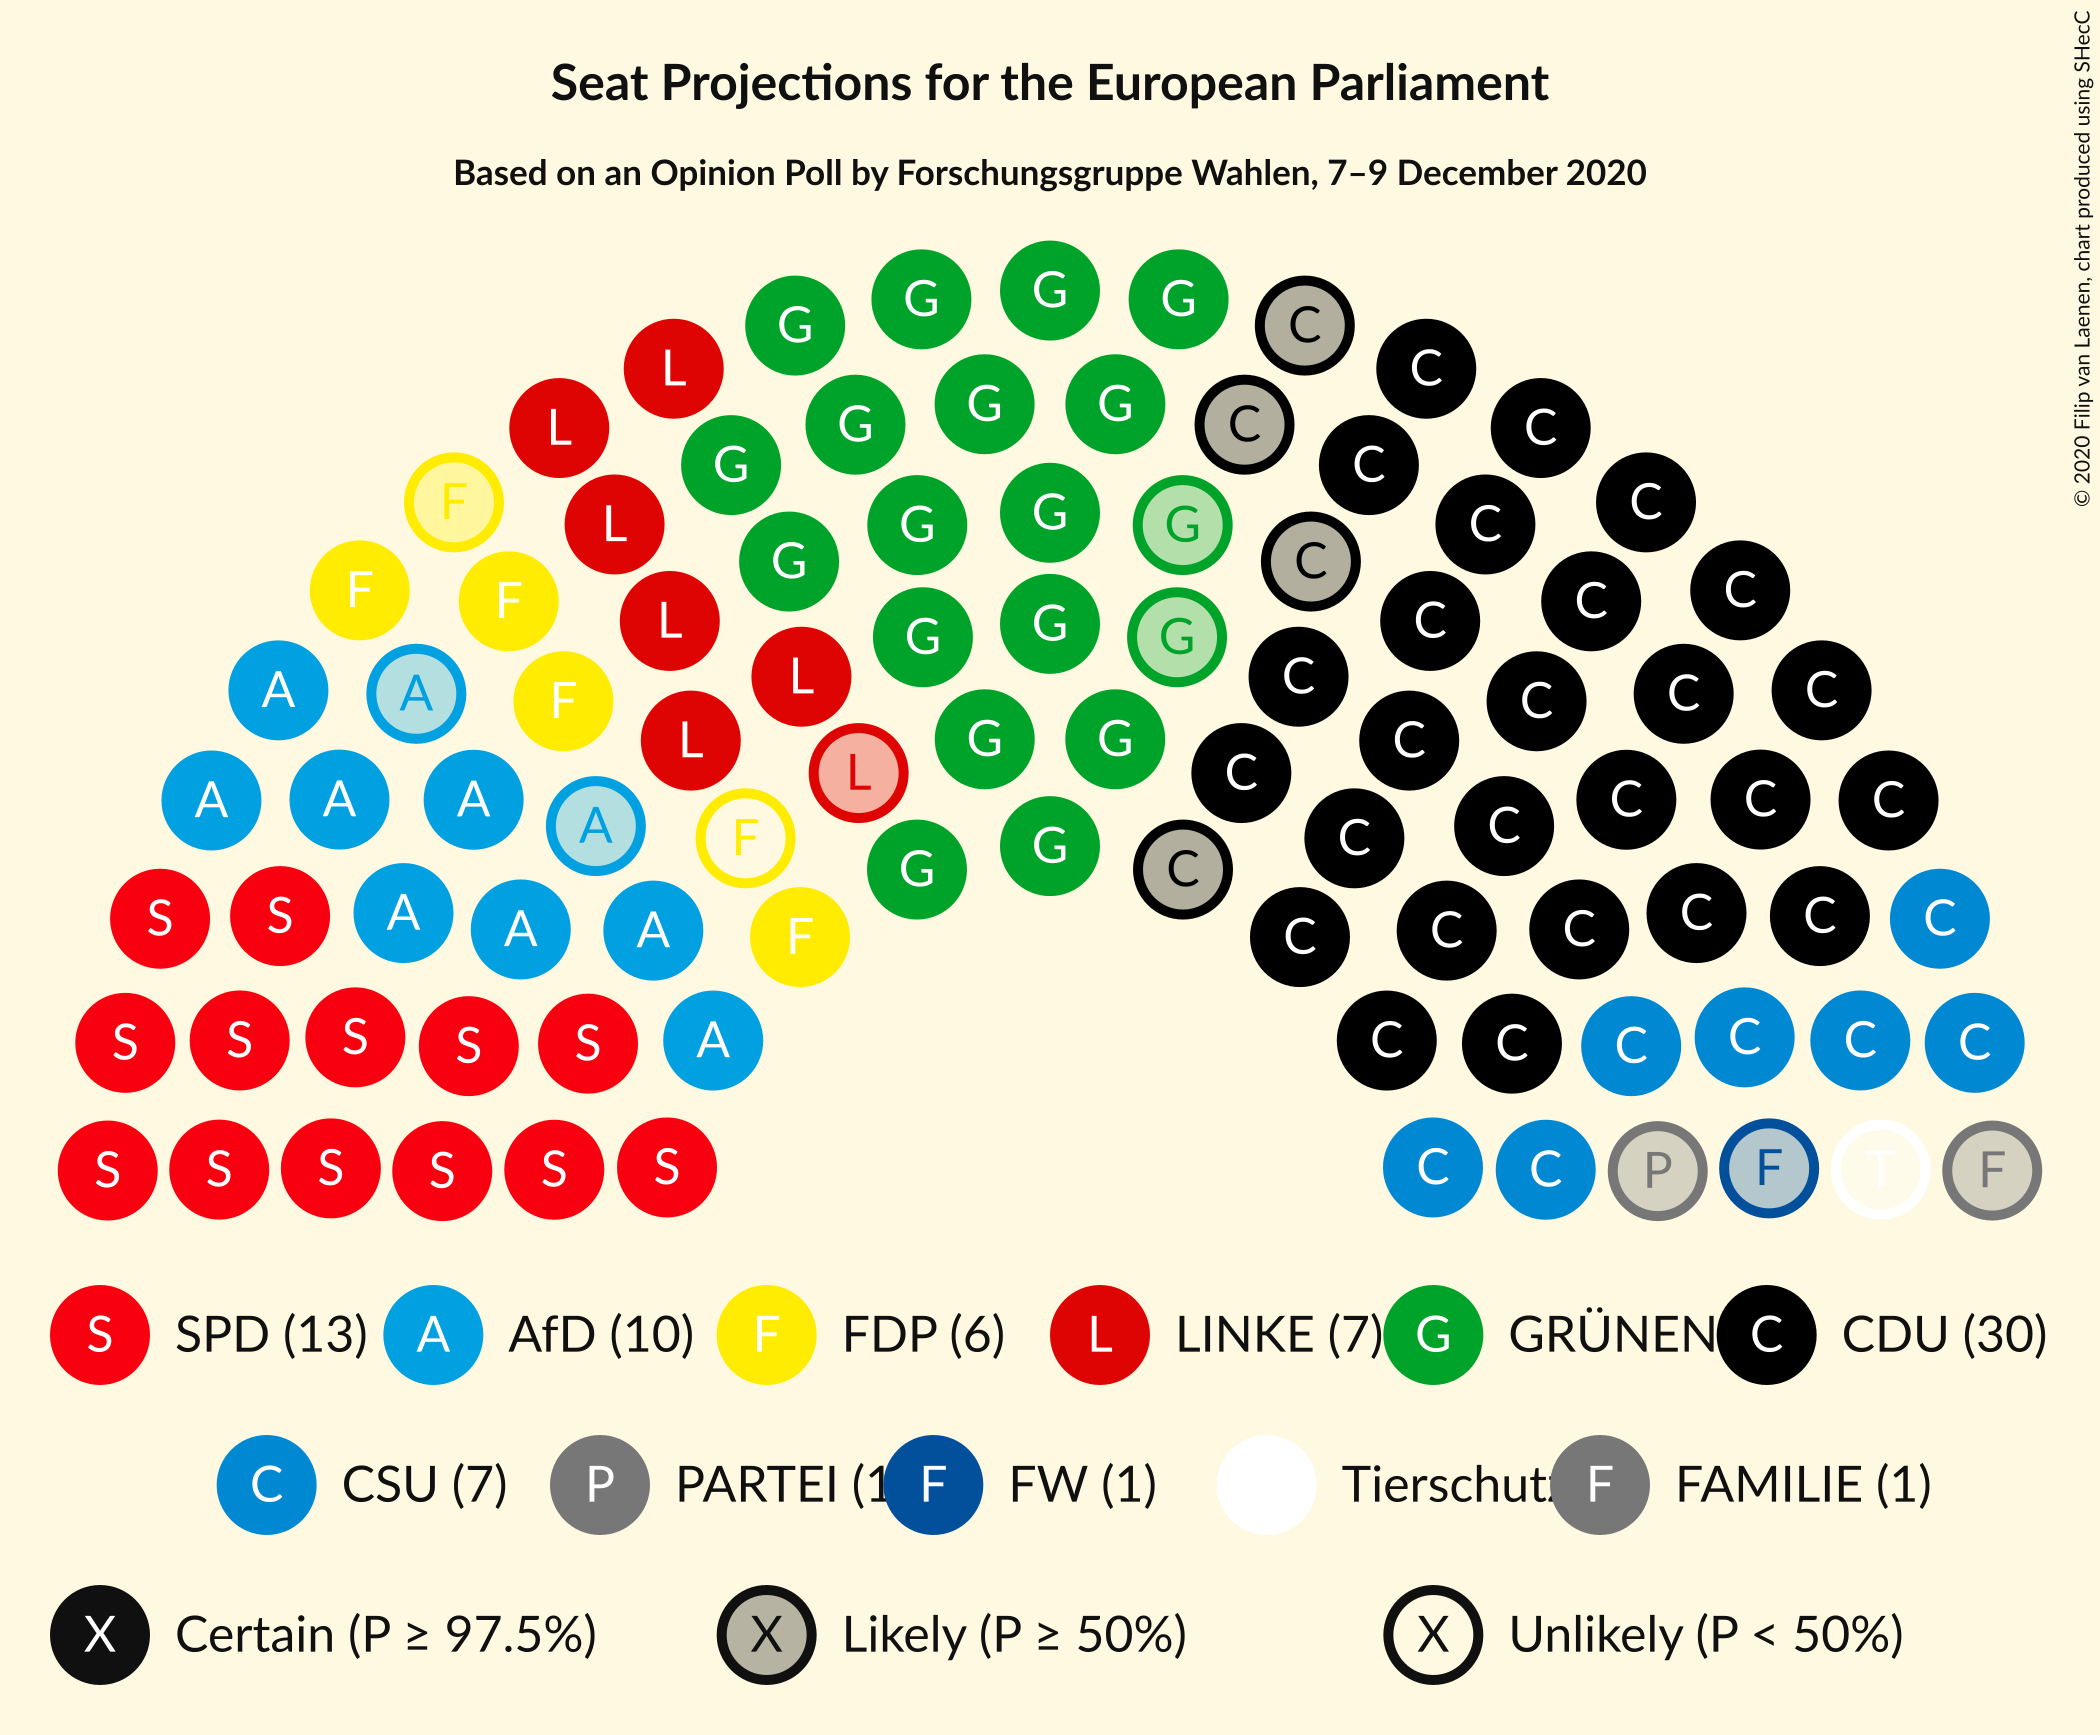 Seat Projections for the European Parliament
Based on an Opinion Poll by Forschungsgruppe Wahlen, 7–9 December 2020
© 2020 Filip van Laenen, chart produced using SHecC
G G G G G C C
L L G G G G C C C C
F L G G G G C C C
F F L G G G C C C C
A A F L L G G C C C C C
A A A A F L G G C C C C C C C
S S A A A F C C C C C C
S S S S S A C C C C C C
S S S S S S C C P F T F
S SPD (13) A AfD (10) F FDP (6) L LINKE (7) G GRÜNEN C CDU (30)
C CSU (7) P PARTEI (1 F FW (1) Tierschutz F FAMILIE (1)
X Certain (P ≥ 97.5%) X Likely (P ≥ 50%) X Unlikely (P < 50%)